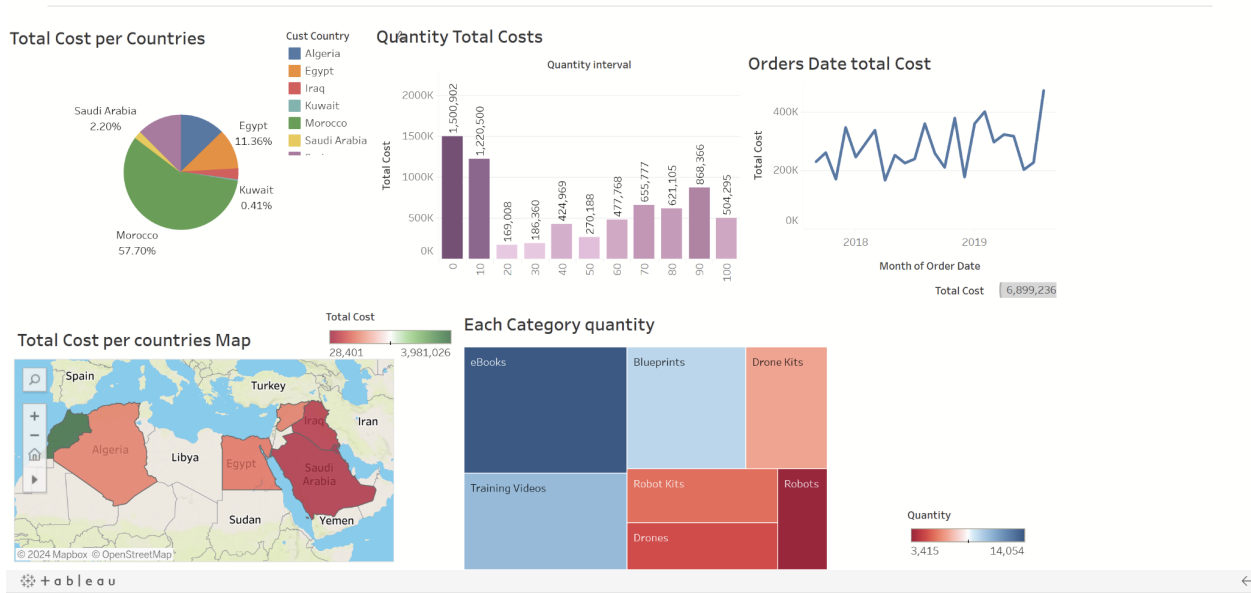 Total Cost per Countries
Cust Country
Algeria
Egypt
Iraq
Kuwait
Morocco
Saudi Arabia
Saudi Arabia
2.20%
Egypt
11.36%
Kuwait
0.41%
Morocco
57.70%
Quantity Total Costs
Quantity interval
Total Cost
2000K
1500K
1000K
500K
0K
1,500,902
1,220,500
169,008
186,360
424,969
270,188
477,768
655,777
621,105
868,366
504,295
0
10
20
30
40
50
60
70
80
90
100
Orders Date total Cost
Total Cost
400K
200K
0K
2018
2019
Month of Order Date
Total Cost
6,899,236
Total Cost per countries Map
Total Cost
28,401
3,981,026
Spain
Turkey
Iraq
Iran
Algeria
Libya
Egypt
Saudi
Arabia
Sudan
Yemen
© 2024 Mapbox © OpenStreetMap
Each Category quantity
eBooks
Blueprints
Drone Kits
Training Videos
Robot Kits
Robots
Drones
Quantity
3,415
14,054
+ a b l e a u